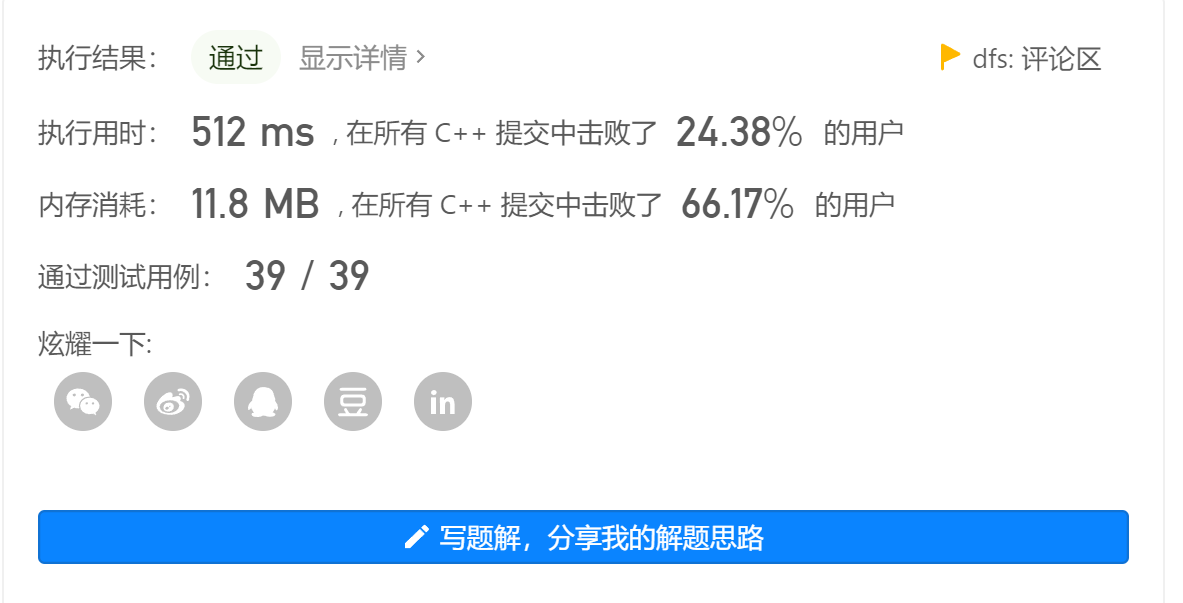 执行结果： 通过 显示详情 › dfs: 评论区
执行用时： 512 ms , 在所有 C++ 提交中击败了 24.38% 的用户
内存消耗： 11.8 MB , 在所有 C++ 提交中击败了 66.17% 的用户
通过测试用例： 39 / 39
炫耀一下:
豆 in
写题解，分享我的解题思路